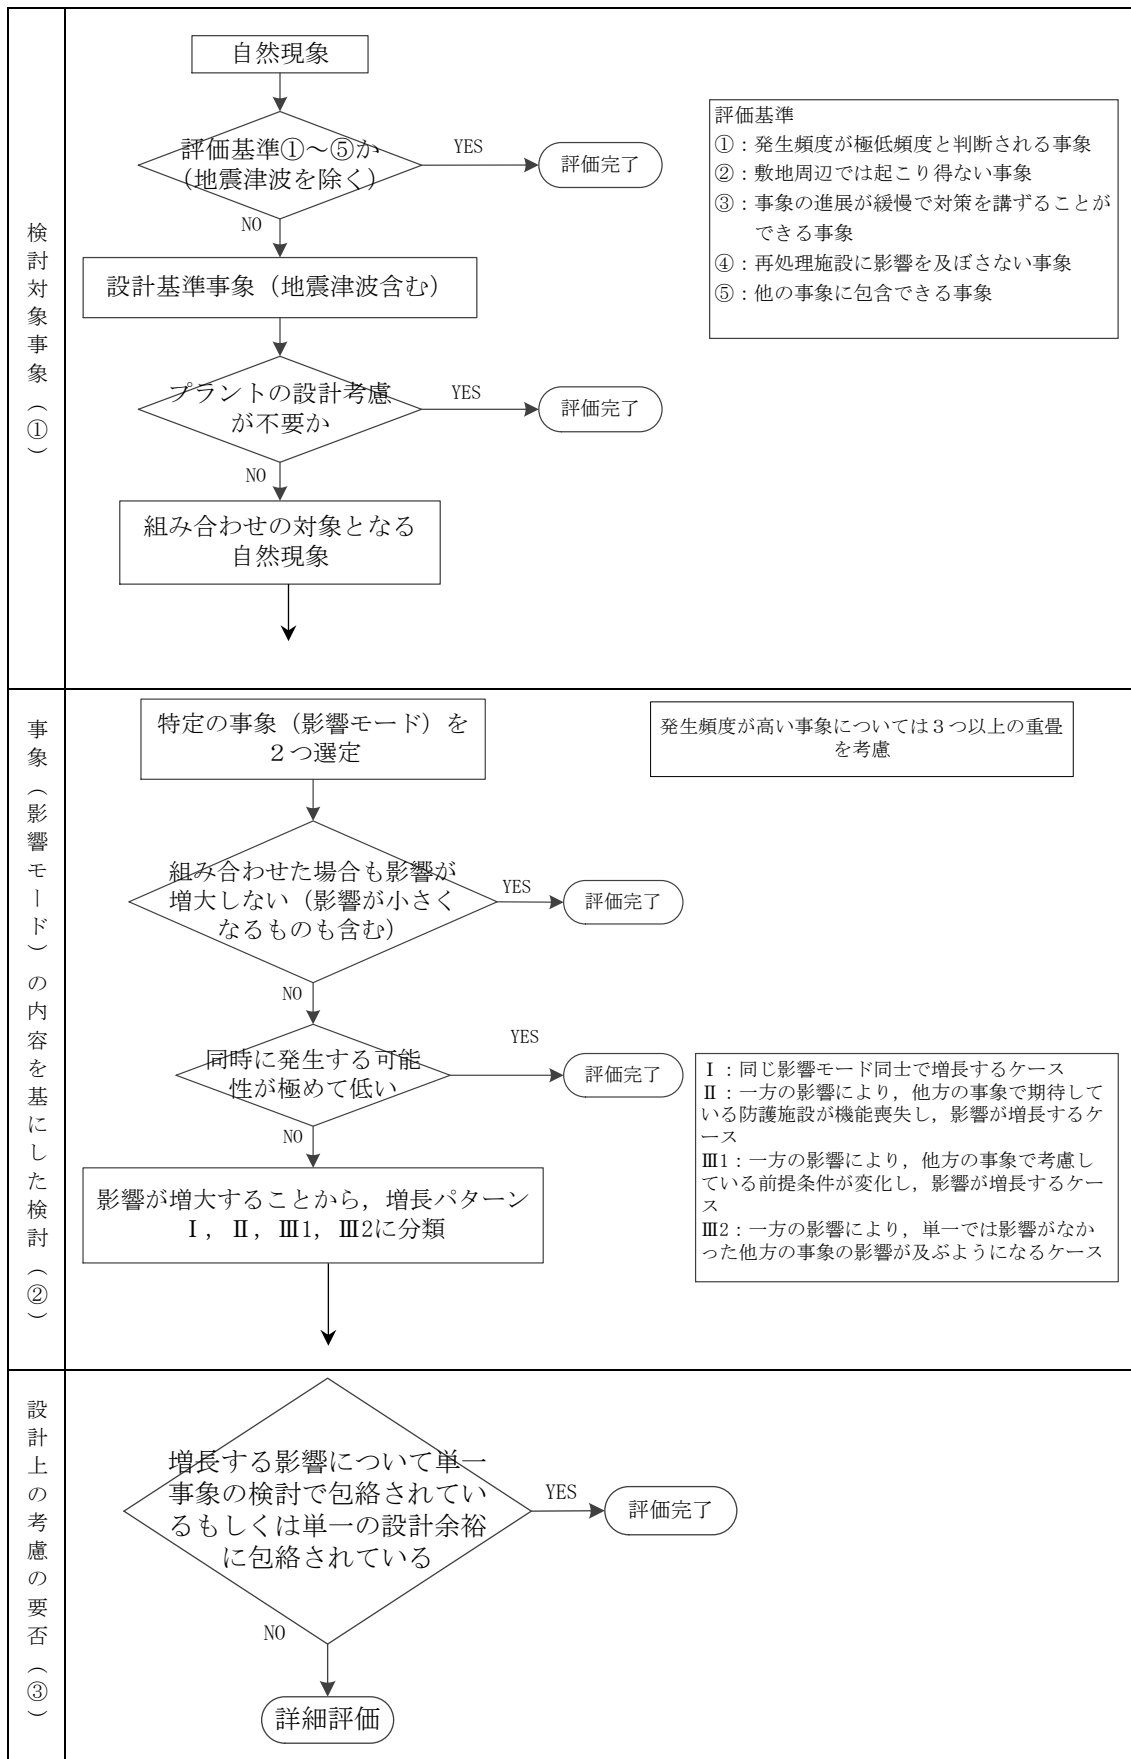 検討対象事象（①）
自然現象
評価基準①～⑤か
（地震津波を除く）
YES
評価完了
NO
設計基準事象（地震津波含む）
プラントの設計考慮
が不要か
YES
評価完了
NO
組み合わせの対象となる
自然現象
評価基準
①：発生頻度が極低頻度と判断される事象
②：敷地周辺では起こり得ない事象
③：事象の進展が緩慢で対策を講ずることが
できる事象
④：再処理施設に影響を及ぼさない事象
⑤：他の事象に包含できる事象
事象（影響モード）の内容を基にした検討（②）
特定の事象（影響モード）を
２つ選定
発生頻度が高い事象については３つ以上の重畳
を考慮
組み合わせた場合も影響が
増大しない（影響が小さく
なるものも含む）
YES
評価完了
NO
同時に発生する可能
性が極めて低い
YES
評価完了
NO
影響が増大することから，増長パターン
Ⅰ，Ⅱ，Ⅲ1，Ⅲ2に分類
Ⅰ：同じ影響モード同士で増長するケース
Ⅱ：一方の影響により，他方の事象で期待して
いる防護施設が機能喪失し，影響が増長するケ
ース
Ⅲ1：一方の影響により，他方の事象で考慮し
ている前提条件が変化し，影響が増長するケー
ス
Ⅲ2：一方の影響により，単一では影響がなか
った他方の事象の影響が及ぶようになるケース
設計上の考慮の要否（③）
増長する影響について単一
事象の検討で包絡されてい
るもしくは単一の設計余裕
に包絡されている
YES
評価完了
NO
詳細評価